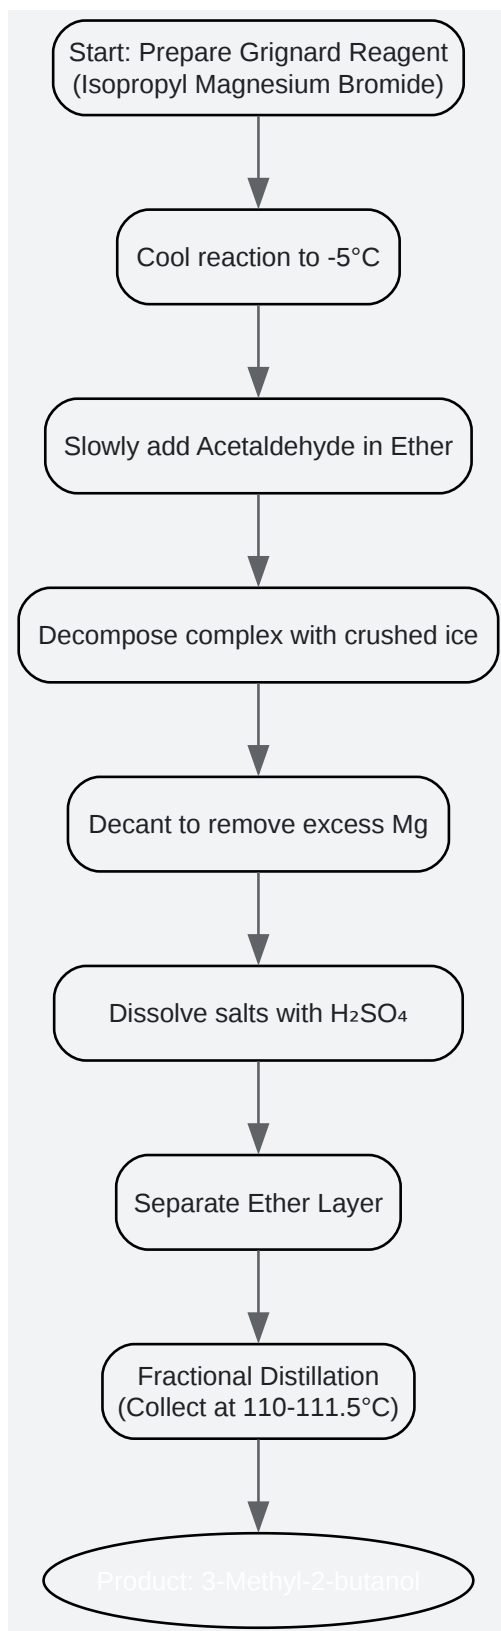 Start: Prepare Grignard Reagent
(Isopropyl Magnesium Bromide)
Cool reaction to -5°C
Slowly add Acetaldehyde in Ether
Decompose complex with crushed ice
Decant to remove excess Mg
Dissolve salts with H₂SO₄
Separate Ether Layer
Fractional Distillation
(Collect at 110-111.5°C)
Product: 3-Methyl-2-butanol